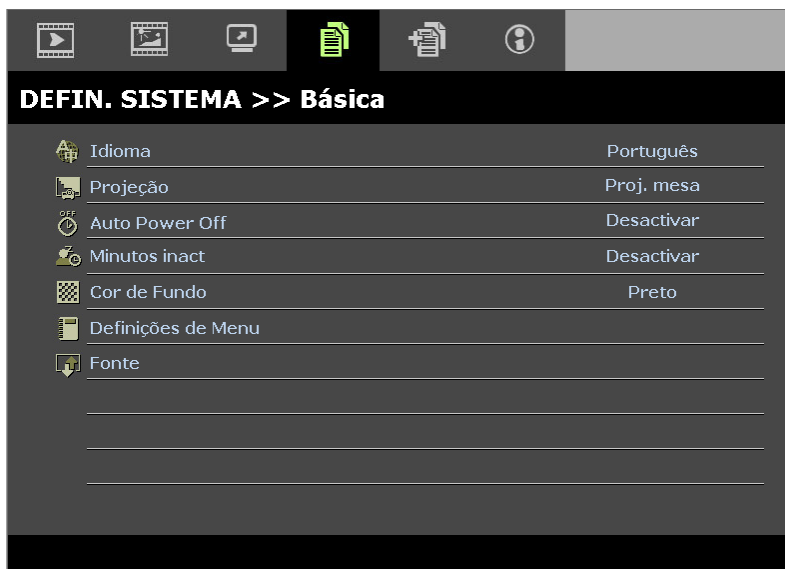 DEFIN. SISTEMA >> Básica
Idioma Português
Projeção Proj. mesa
OFF
Auto Power Off Desactivar
Minutos inact Desactivar
Cor de Fundo Preto
Definições de Menu
Fonte